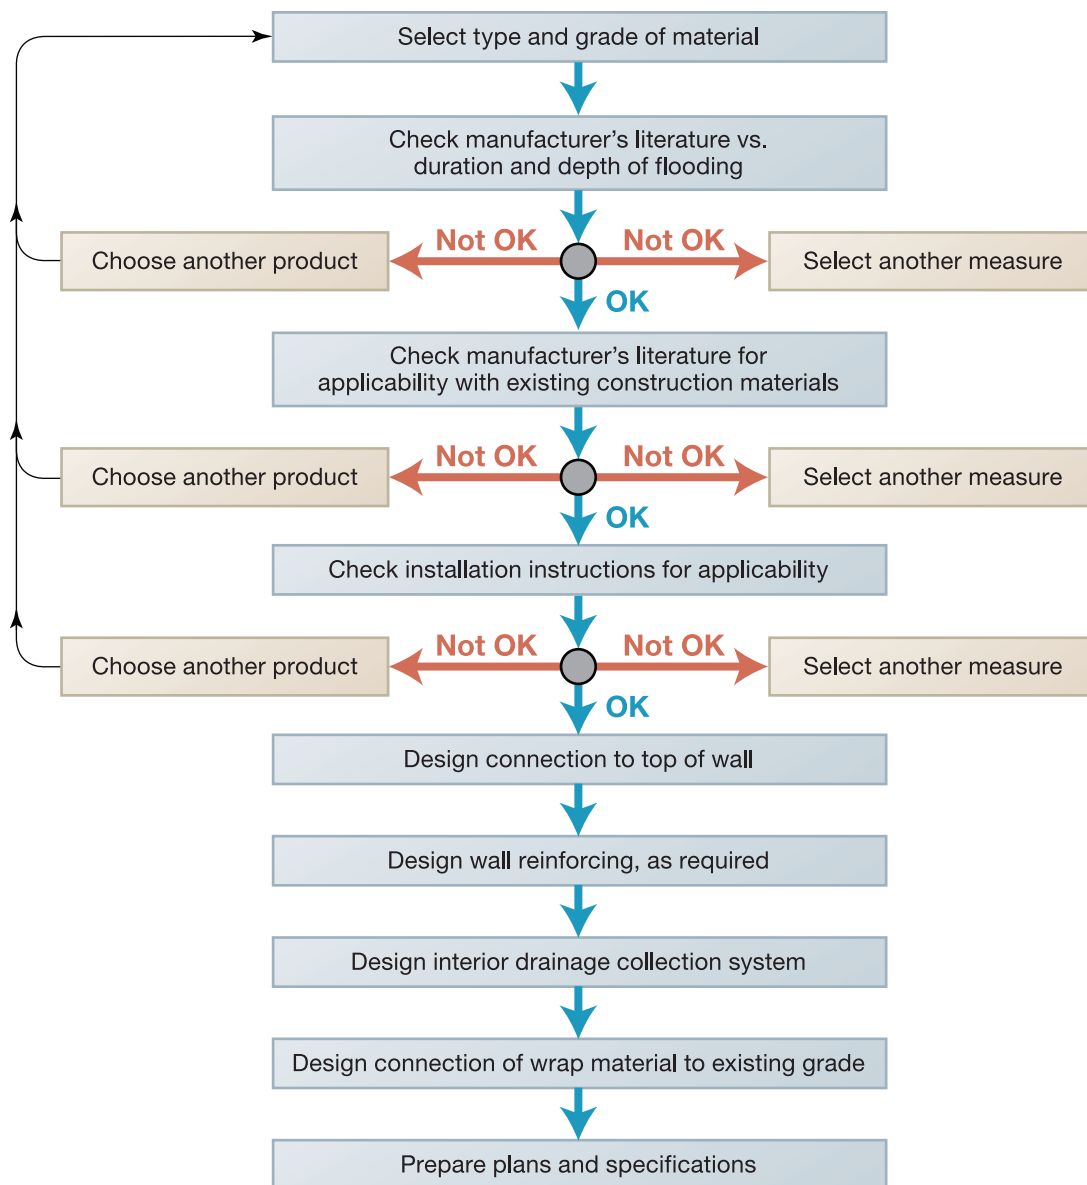 Select type and grade of material
Check manufacturer’s literature vs.
duration and depth of flooding
Not OK
Not OK
Choose another product
Select another measure
OK
Check manufacturer’s literature for
applicability with existing construction materials
Not OK
Not OK
Choose another product
Select another measure
OK
Check installation instructions for applicability
Not OK
Not OK
Choose another product
Select another measure
OK
Design connection to top of wall
Design wall reinforcing, as required
Design interior drainage collection system
Design connection of wrap material to existing grade
Prepare plans and specifications